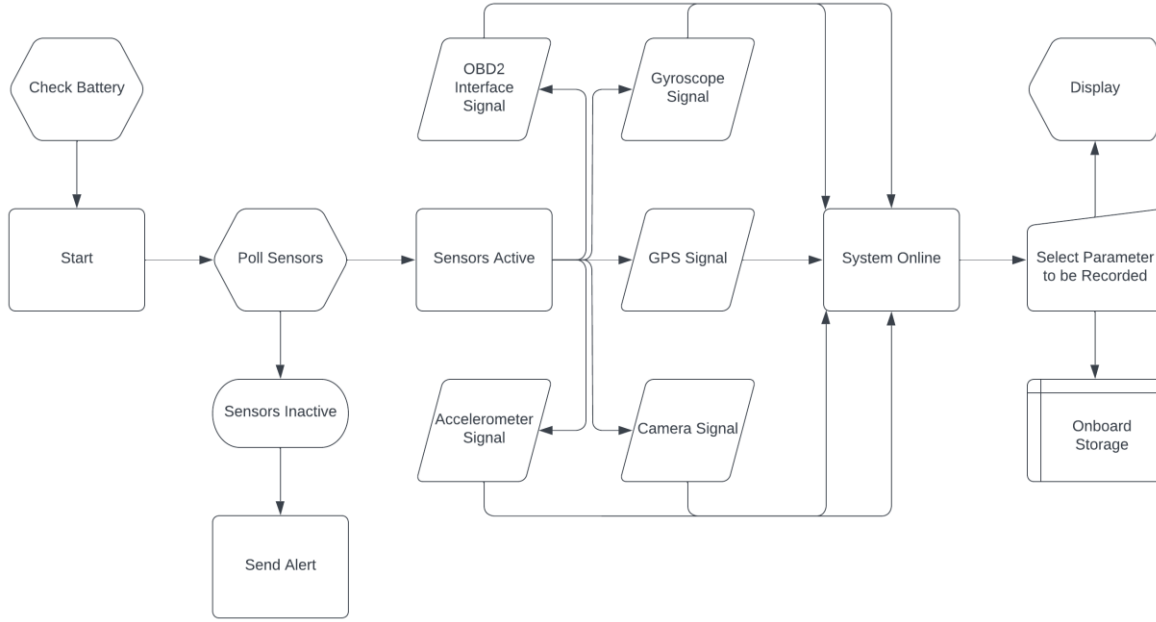 Check Battery
OBD2
Interface
Signal
Gyroscope
Signal
Display
Start
Poll Sensors
Sensors Active
GPS Signal
System Online
Select Parameter
to be Recorded
Sensors Inactive
Accelerometer
Signal
Camera Signal
Onboard
Storage
Send Alert